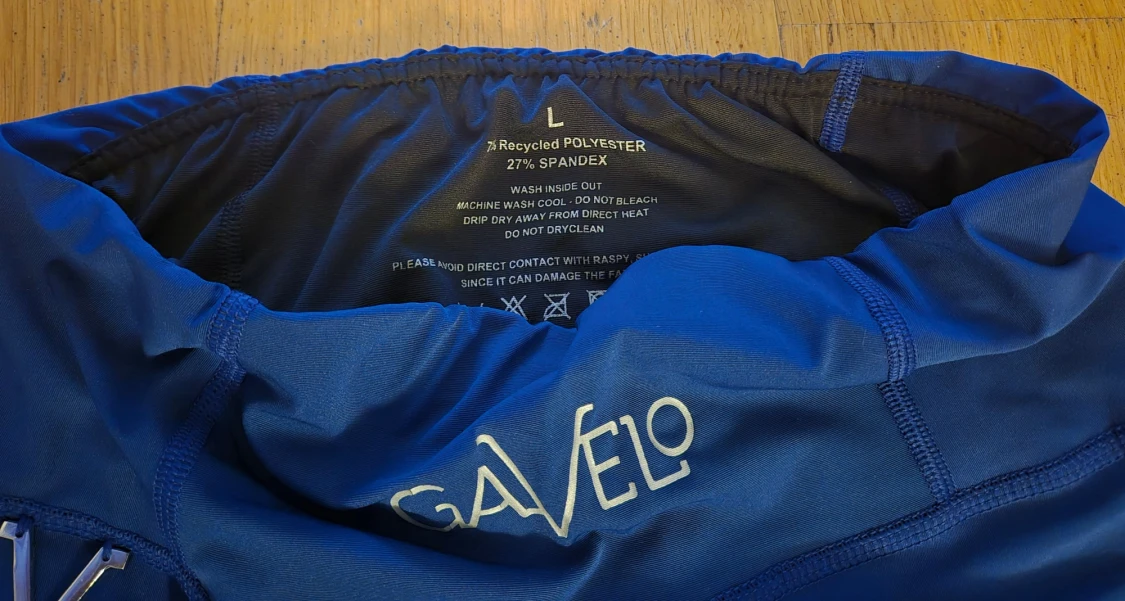 L
Recycled POLYESTER
27% SPANDEX
WASH INSIDE OUT
MACHINE WASH COOL - DO NOT BLEACH
DRIP DRY AWAY FROM DIRECT HEAT
DO NOT DRYCLEAN
PLEASE AVOID DIRECT CONTACT WITH RASPY,
SINCE IT CAN DAMAGE THE
GAVELO